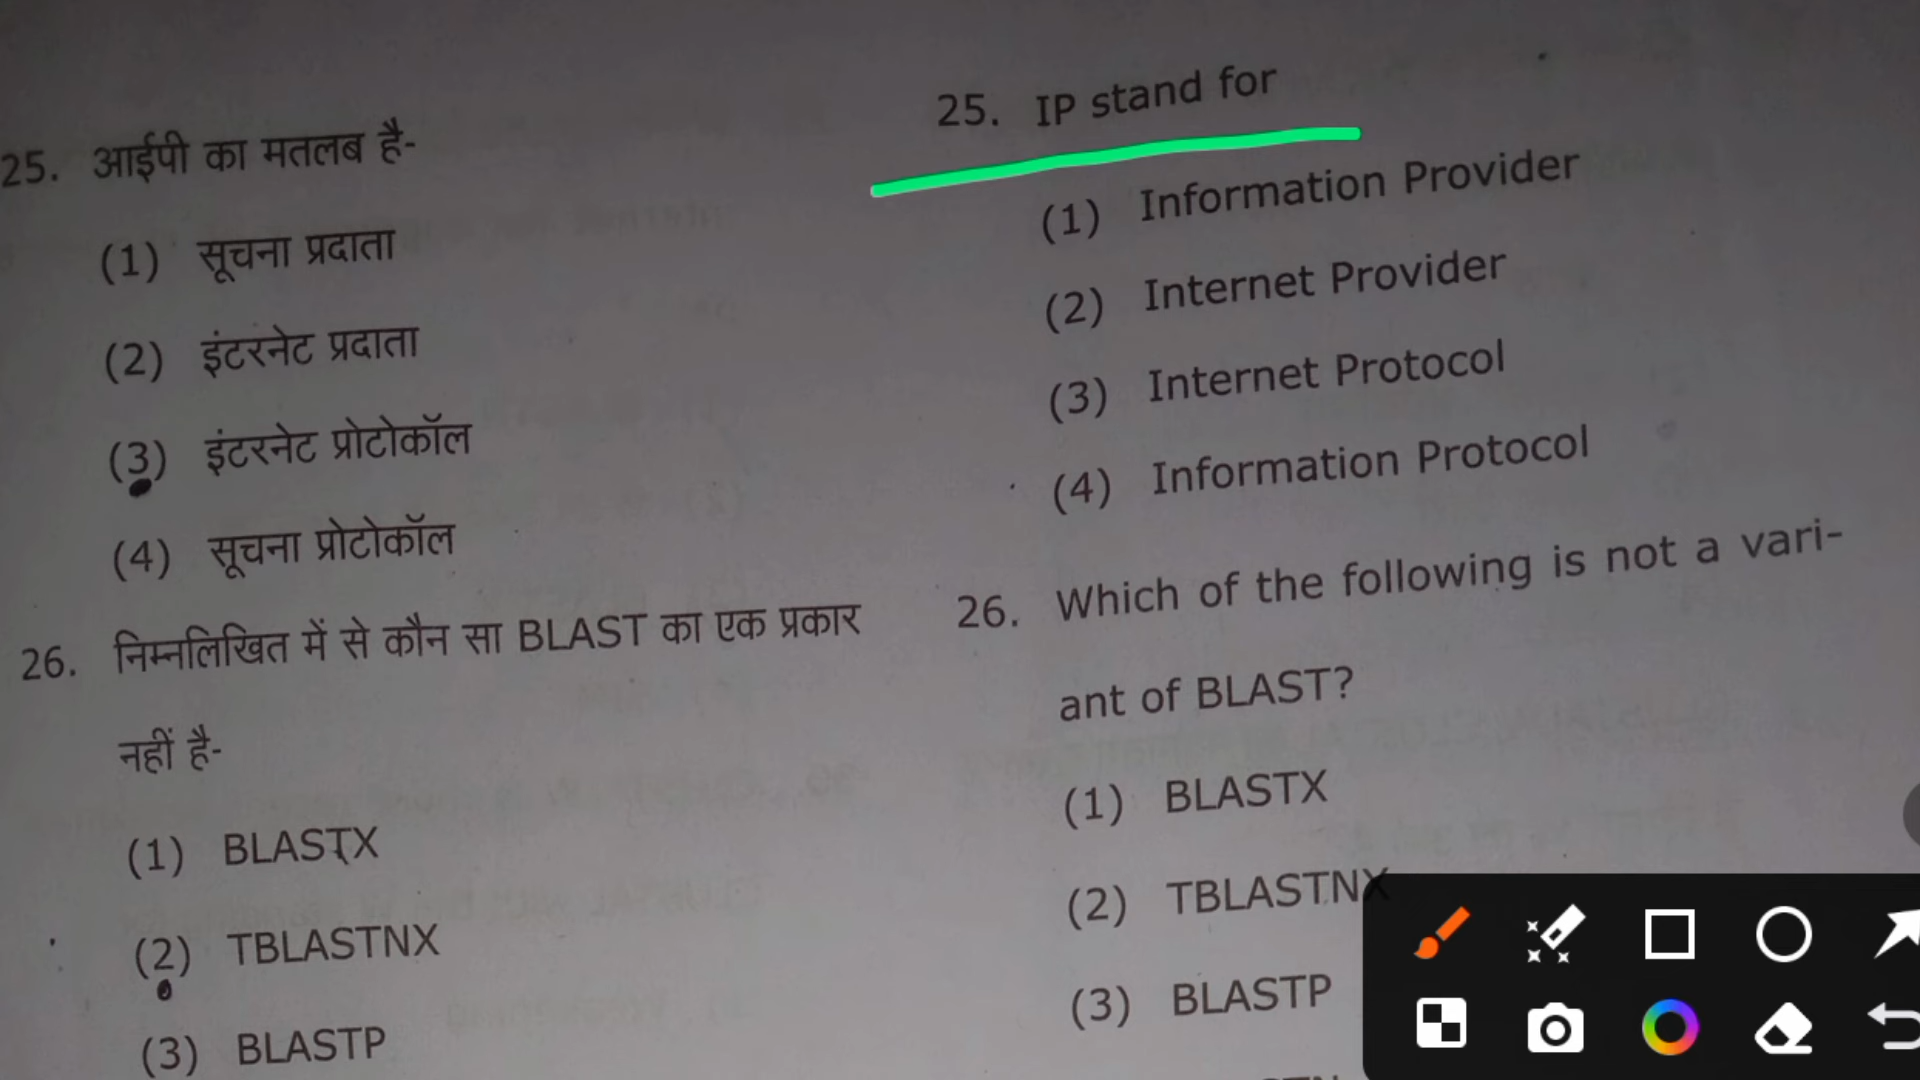 25. आईपी का मतलब है-
(1) सूचना प्रदाता
(2) इंटरनेट प्रदाता
(3) इंटरनेट प्रोटोकॉल
(4) सूचना प्रोटोकॉल
26. निम्नलिखित में से कौन सा BLAST का एक प्रकार
नहीं है-
(1) BLASTX
(2) TBLASTNX
(3) BLASTP
25. IP stand for
(1) Information Provider
(2) Internet Provider
(3) Internet Protocol
(4) Information Protocol
26. Which of the following is not a vari-
ant of BLAST?
(1) BLASTX
(2) TBLASTNX
(3) BLASTP